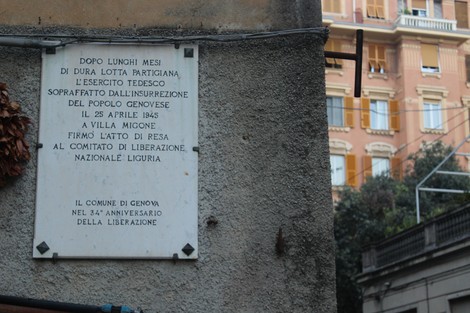 DOPO LUNGHI MESI
DI DURA LOTTA PARTIGIANA
L'ESERCITO TEDESCO
SOPRAFFATTO DALL'INSURREZIONE
DEL POPOLO GENOVESE
IL 25 APRILE 1945
A VILLA MIGONE
FIRMÒ L'ATTO DI RESA
AL COMITATO DI LIBERAZIONE
NAZIONALE LIGURIA
IL COMUNE DI GENOVA
NEL 34° ANNIVERSARIO
DELLA LIBERAZIONE